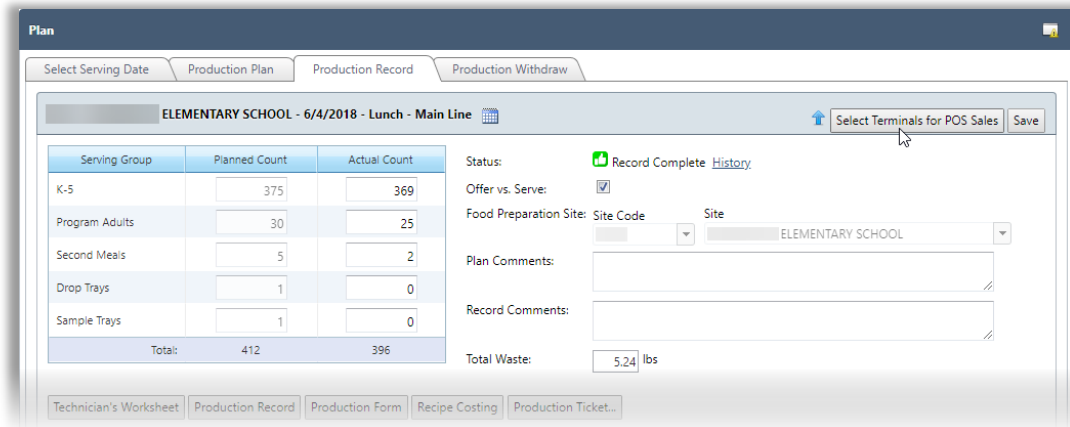 Plan
Select Serving Date Production Plan Production Record Production Withdraw
ELEMENTARY SCHOOL - 6/4/2018 - Lunch - Main Line Select Terminals for POS Sales Save
Serving Group Planned Count Actual Count
K-5 375 369
Program Adults 30 25
Second Meals 5 2
Drop Trays 1 0
Sample Trays 1 0
Total: 412 396
Status: Record Complete History
Offer vs. Serve:
Food Preparation Site: Site Code Site
ELEMENTARY SCHOOL
Plan Comments:
Record Comments:
Total Waste: 5.24 lbs
Technician's Worksheet Production Record Production Form Recipe Costing Production Ticket...